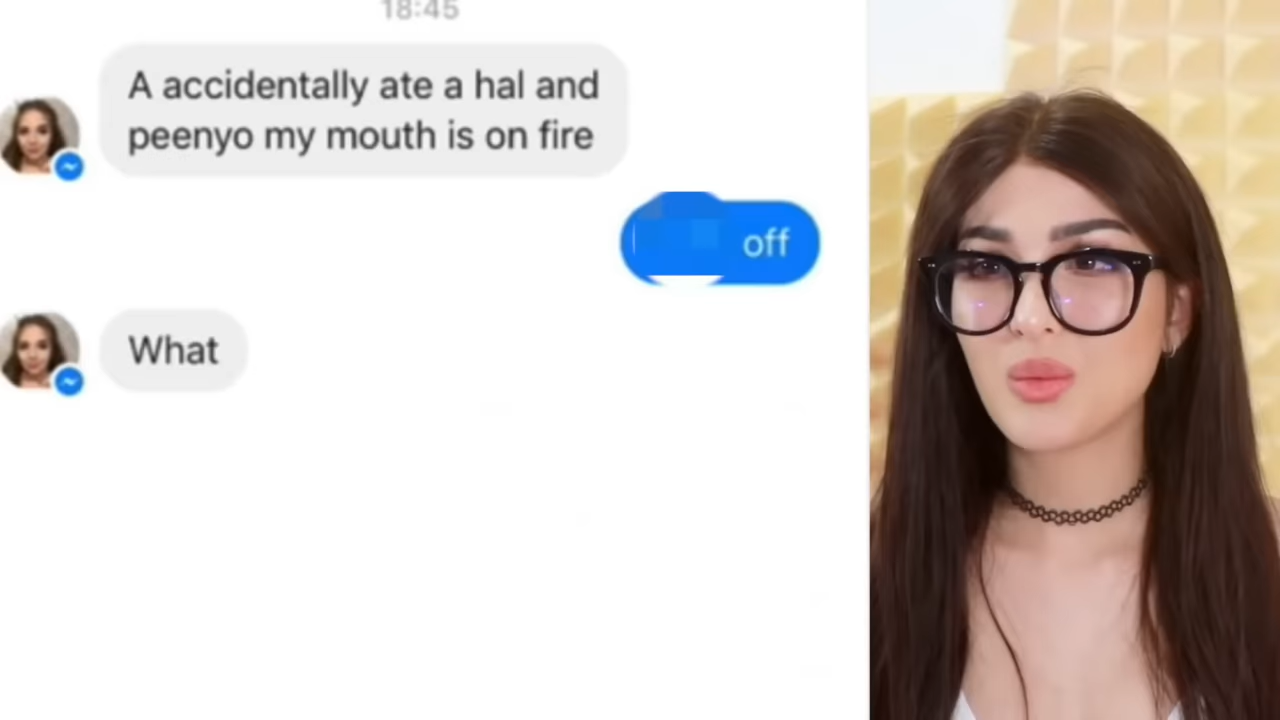 18:45
A accidentally ate a hal and
peenyo my mouth is on fire
off
What